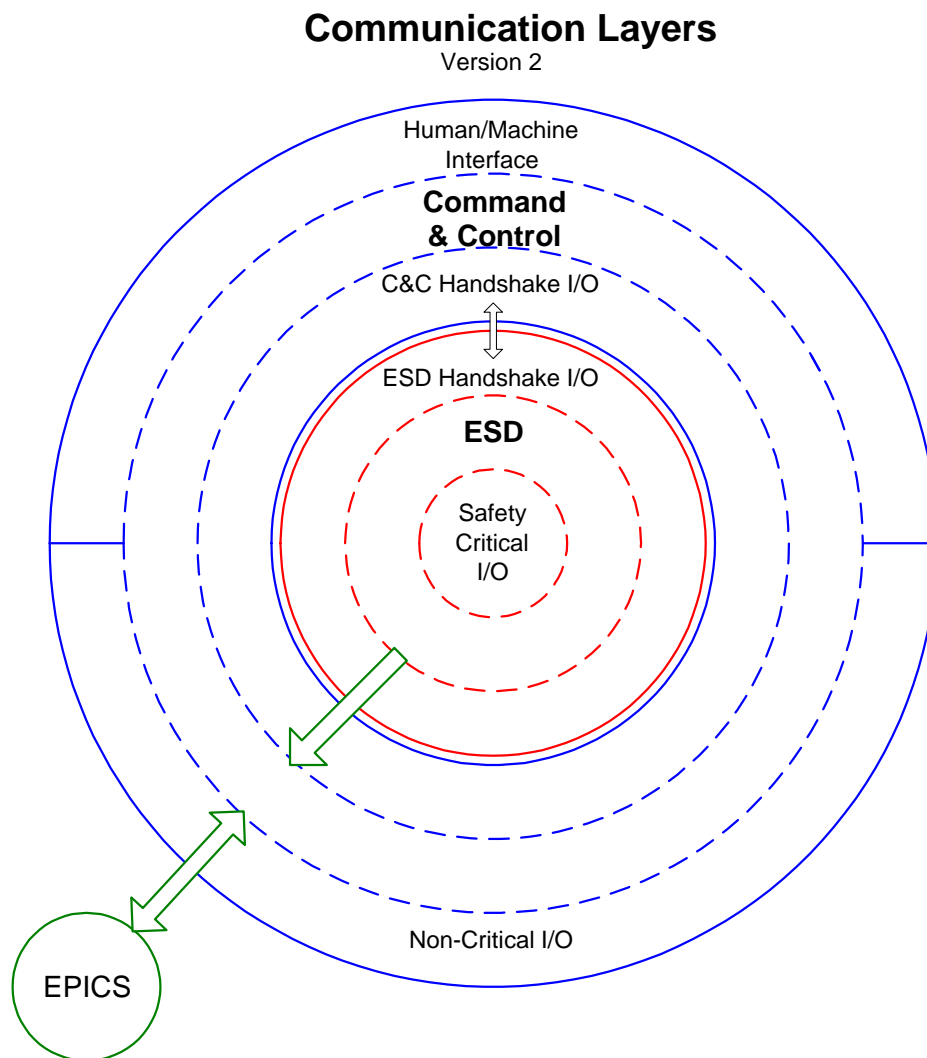 Communication Layers
Version 2
Human/Machine
Interface
Command
& Control
C&C Handshake I/O
ESD Handshake I/O
ESD
Safety
Critical
I/O
Non-Critical I/O
EPICS